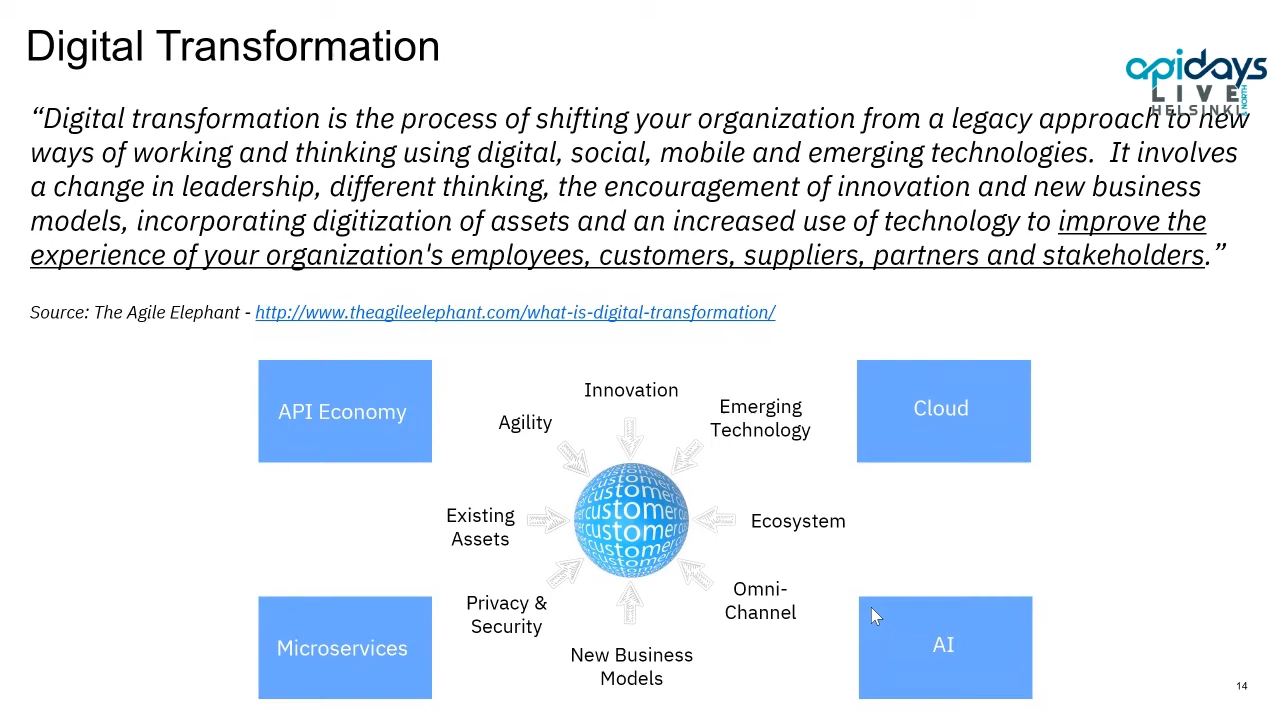 Digital Transformation
apidays
LIVE
HELSINKI
NORTH
“Digital transformation is the process of shifting your organization from a legacy approach to new
ways of working and thinking using digital, social, mobile and emerging technologies.  It involves
a change in leadership, different thinking, the encouragement of innovation and new business
models, incorporating digitization of assets and an increased use of technology to improve the
experience of your organization's employees, customers, suppliers, partners and stakeholders.”
Source: The Agile Elephant - http://www.theagileelephant.com/what-is-digital-transformation/
API Economy
Innovation
Agility
Emerging
Technology
Cloud
Existing
Assets
customer
customer
Ecosystem
Privacy &
Security
Omni-
Channel
New Business
Models
Microservices
AI
14